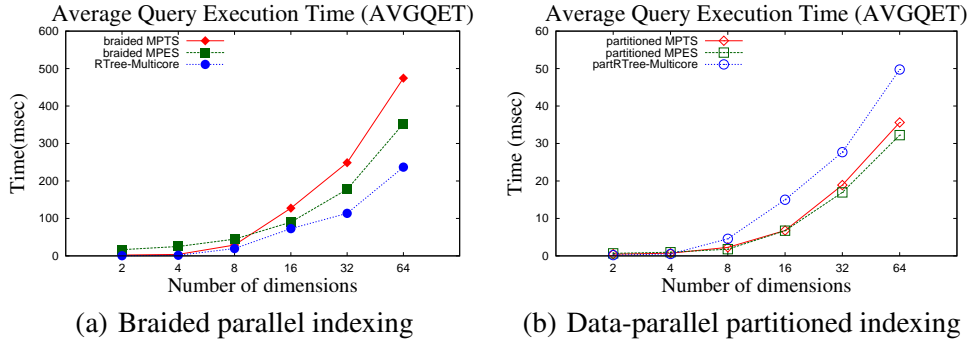 Average Query Execution Time (AVGQET)
600
500
400
300
200
100
0
Time(msec)
braided MPTS
braided MPES
RTree-Multicore
2 4 8 16 32 64
Number of dimensions
(a) Braided parallel indexing
Average Query Execution Time (AVGQET)
60
50
40
30
20
10
0
Time (msec)
partitioned MPTS
partitioned MPES
partRTree-Multicore
2 4 8 16 32 64
Number of dimensions
(b) Data-parallel partitioned indexing